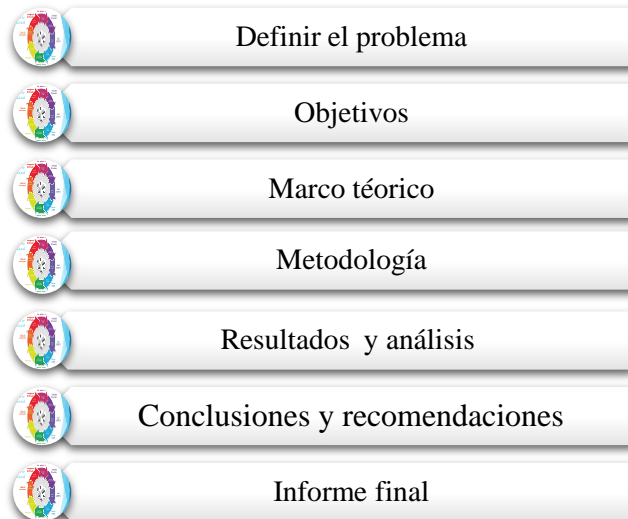 Definir el problema
Objetivos
Marco téorico
Metodología
Resultados y análisis
Conclusiones y recomendaciones
Informe final